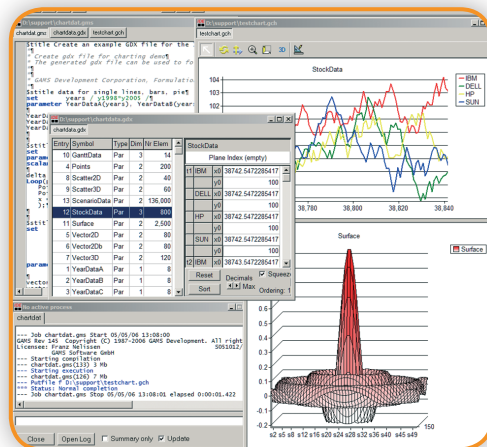 D:\support\chartdat.gms
chartdat.gms chartdata.gdx testchart.gch
$title Create an example GDX file for the
* Create gdx file for charting demo¶
* The generated gdx file can be used to fo
* GAMS Development Corporation, Formulation
$stitle data for single lines, bars, pie¶
set years / y1998*y2005 /¶
parameter YearDataA(years), YearDataB(years
D:\support\testchart.gch
testchart.gch
StockData
104
103
102
101
100
IBM
DELL
HP
SUN
38,780 38,800 38,820 38,840
D:\support\chartdata.gdx
chartdata.gdx
Entry Symbol Type Dim Nr Elem
10 GanttData Par 3 14
4 Points Par 2 200
8 Scatter2D Par 2 40
9 Scatter3D Par 2 60
13 ScenarioData Par 2 136,000
12 StockData Par 3 800
11 Surface Par 2 2,500
5 Vector2D Par 2 80
6 Vector2Db Par 2 80
7 Vector3D Par 2 120
1 YearDataA Par 1 8
2 YearDataB Par 1 8
3 YearDataC Par 1 8
StockData
Plane Index (empty)
t1 IBM x0 38742.5472285417
y0 100
DELL x0 38742.5472285417
y0 100
HP x0 38742.5472285417
y0 100
SUN x0 38742.5472285417
y0 100
t2 IBM x0 38743.5472285417
Reset Decimals Squeeze
Sort Max Ordering: 1
No active process
chartdat
--- Job chartdat.gms Start 05/05/06 13:08:00
GAMS Rev 145 Copyright (C) 1987-2006 GAMS Development. All right
Licensee: Franz Nelissen
GAMS Software GmbH
--- Starting compilation
--- chartdat.gms(133) 3 Mb
--- Starting execution
--- chartdat.gms(126) 7 Mb
--- Putfile F D:\support\testchart.gch
*** Status: Normal completion
--- Job chartdat.gms Stop 05/05/06 13:08:01 elapsed 0:00:01.422
Close Open Log Summary only Update
Surface
Surface
0.6
0.5
0.4
0.3
0.2
0.1
0
-0.1
-0.2
s2 s5 s8 s12 s16 s20 s24 s28 s32 s36 s40 s45 s49
150